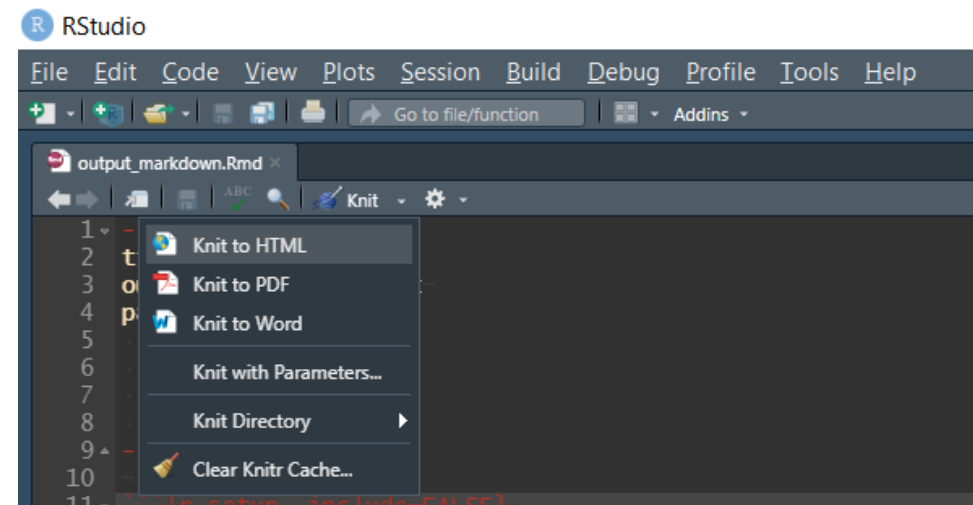 R RStudio
File Edit Code View Plots Session Build Debug Profile Tools Help
Go to file/function Addins
output_markdown.Rmd ×
ABC Knit
1 -
2 t
3 o
4 p
5
6
7
8
9 -
10
11
Knit to HTML
Knit to PDF
Knit to Word
Knit with Parameters...
Knit Directory
Clear Knitr Cache...